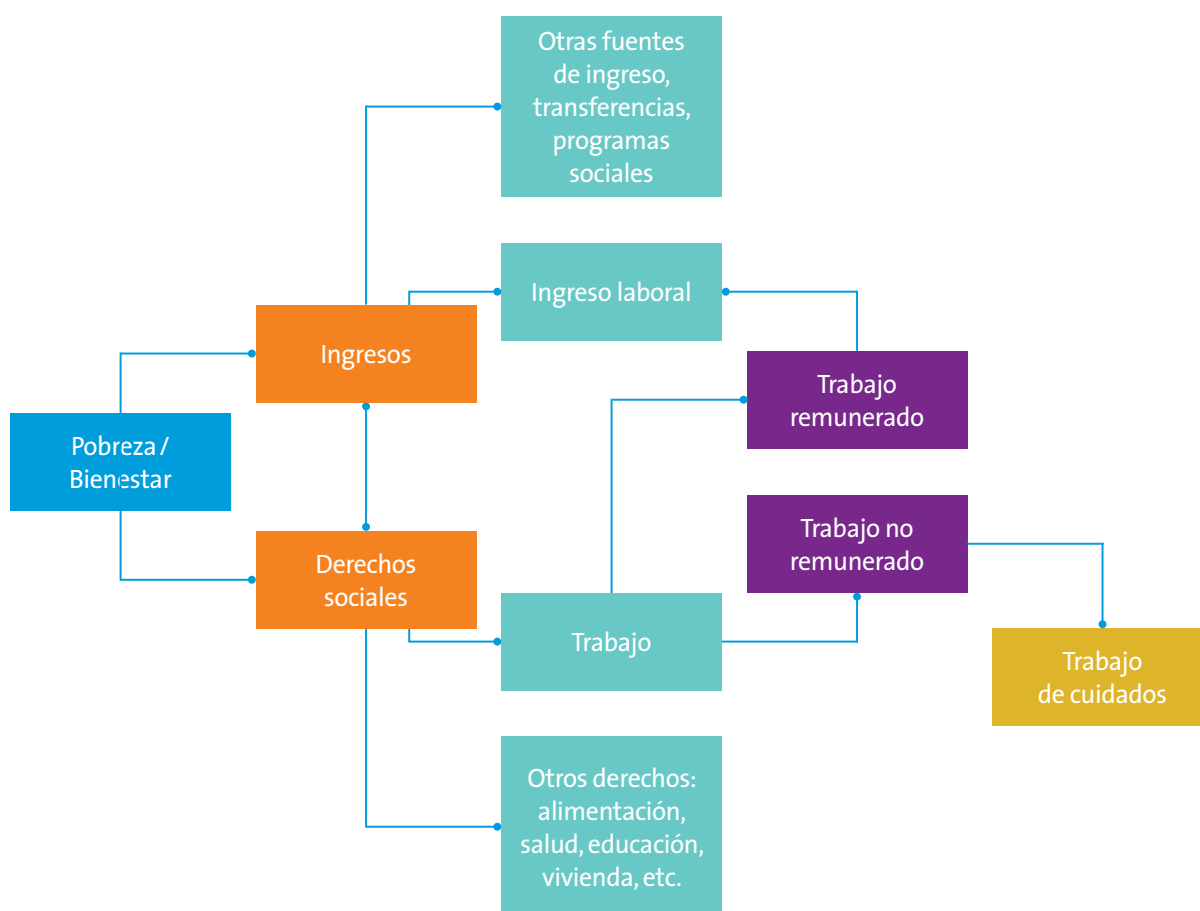 Otras fuentes
de ingreso,
transferencias,
programas
sociales
Ingreso laboral
Ingresos
Trabajo
remunerado
Pobreza /
Bienestar
Trabajo no
remunerado
Derechos
sociales
Trabajo
Trabajo
de cuidados
Otros derechos:
alimentación,
salud, educación,
vivienda, etc.